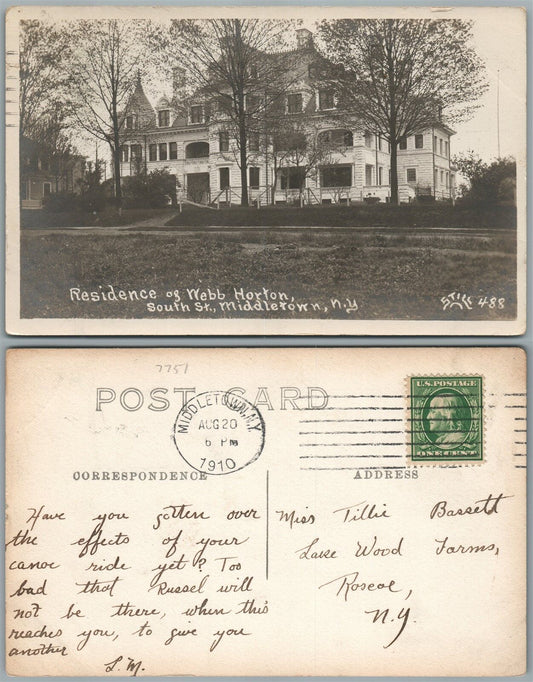 Residence of Webb Horton,
South St., Middletown, N.Y
STILL 488
7751
POST CARD
MIDDLETOWN, N.Y.
AUG 20
6 PM
1910
U.S. POSTAGE
ONE CENT
CORRESPONDENCE
ADDRESS
Have you gotten over
the effects of your
canoe ride yet? Too
bad that Russel will
not be there, when this
reaches you, to give you
another
L.M.
Miss Tillie Bassett
Lake Wood Farms,
Roscoe,
N.Y.